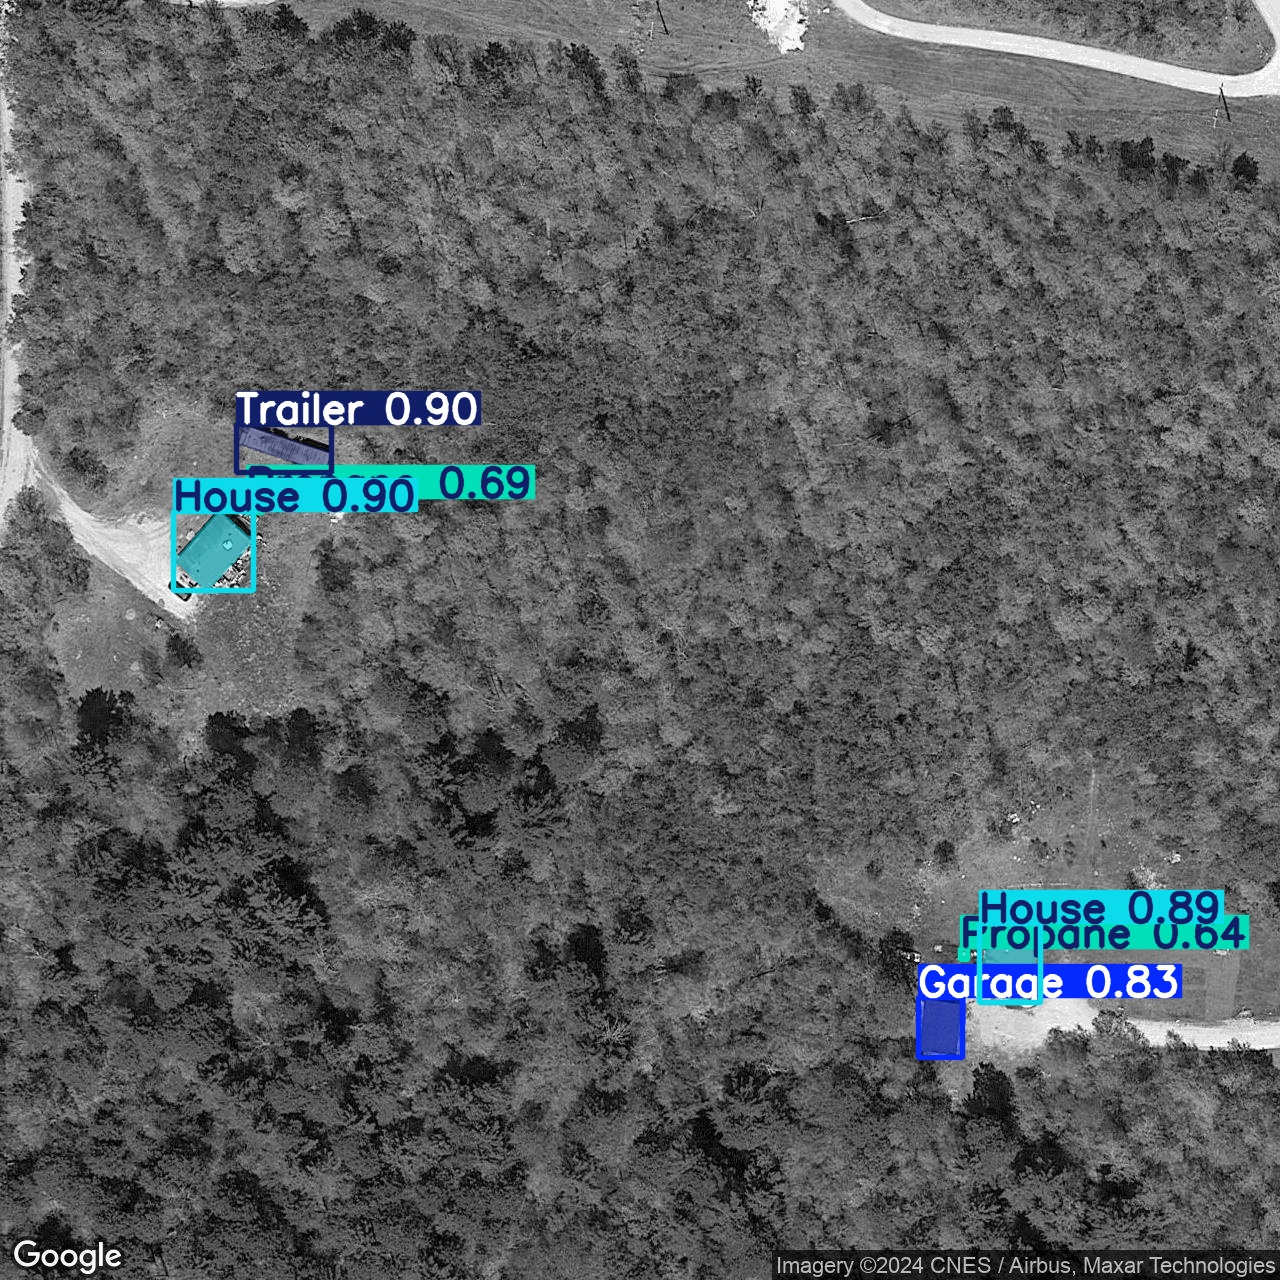 Trailer 0.90
0.69
House 0.90
House 0.89
Propane 0.64
Garage 0.83
Google
Imagery ©2024 CNES / Airbus, Maxar Technologies